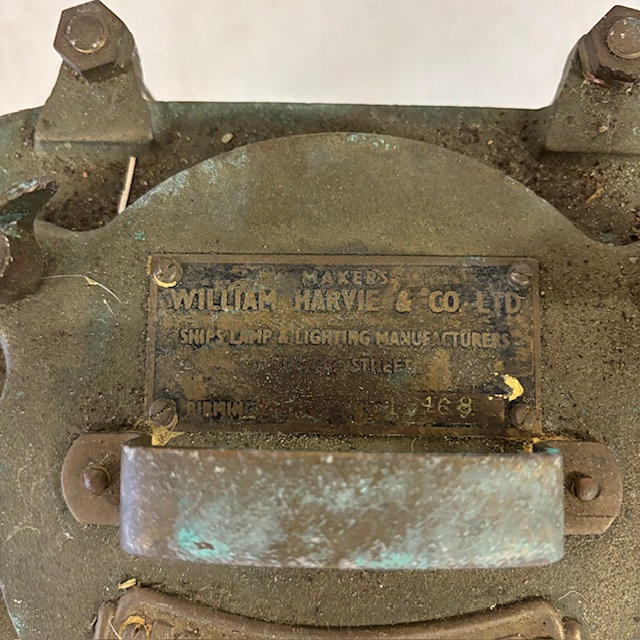 MAKERS
WILLIAM HARVIE & CO. LTD.
SHIPS LAMP & LIGHTING MANUFACTURERS
STREET